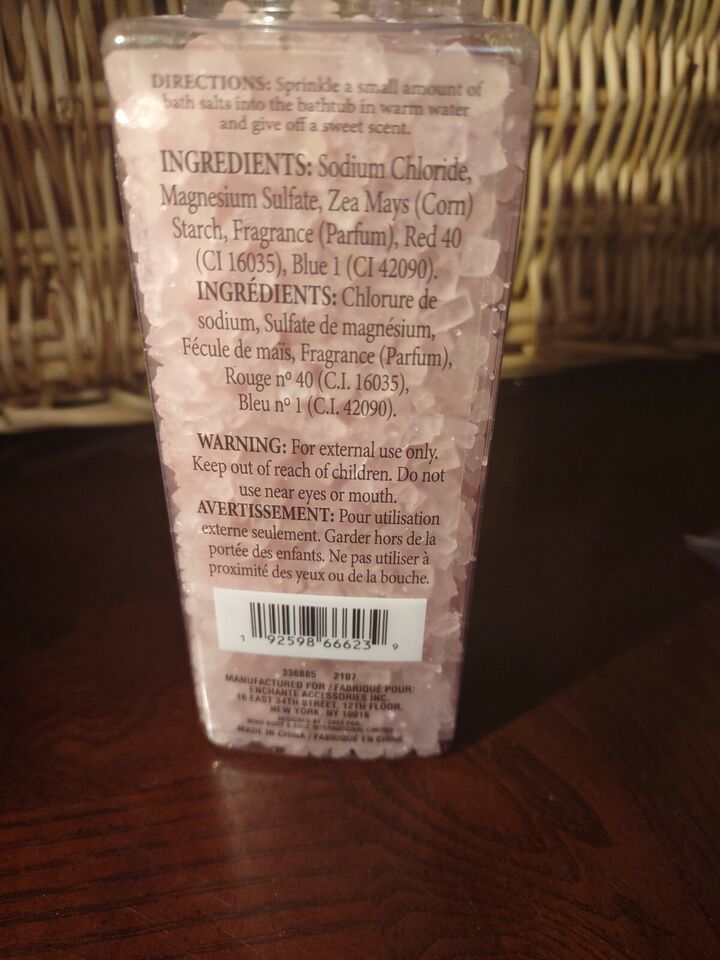 DIRECTIONS: Sprinkle a small amount of
bath salts into the bathtub in warm water
and give off a sweet scent.
INGREDIENTS: Sodium Chloride,
Magnesium Sulfate, Zea Mays (Corn)
Starch, Fragrance (Parfum), Red 40
(CI 16035), Blue 1 (CI 42090).
INGRÉDIENTS: Chlorure de
sodium, Sulfate de magnésium,
Fécule de maïs, Fragrance (Parfum),
Rouge nº 40 (C.I. 16035),
Bleu nº 1 (C.I. 42090).
WARNING: For external use only.
Keep out of reach of children. Do not
use near eyes or mouth.
AVERTISSEMENT: Pour utilisation
externe seulement. Garder hors de la
portée des enfants. Ne pas utiliser à
proximité des yeux ou de la bouche.
1 92598 66623 9
336885 2107
MANUFACTURED FOR / FABRIQUÉ POUR:
ENCHANTE ACCESSORIES INC.
16 EAST 34TH STREET, 12TH FLOOR,
NEW YORK, NY 10016
DESIGNED BY
BODY & SOUL INTERNATIONAL LIMITED
MADE IN CHINA / FABRIQUÉ EN CHINE